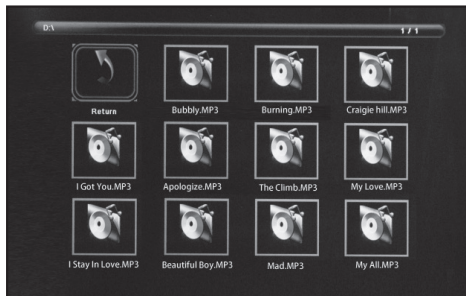 D:\ 1 / 1
Return Bubbly.MP3 Burning.MP3 Craigie hill.MP3
I Got You.MP3 Apologize.MP3 The Climb.MP3 My Love.MP3
I Stay In Love.MP3 Beautiful Boy.MP3 Mad.MP3 My All.MP3